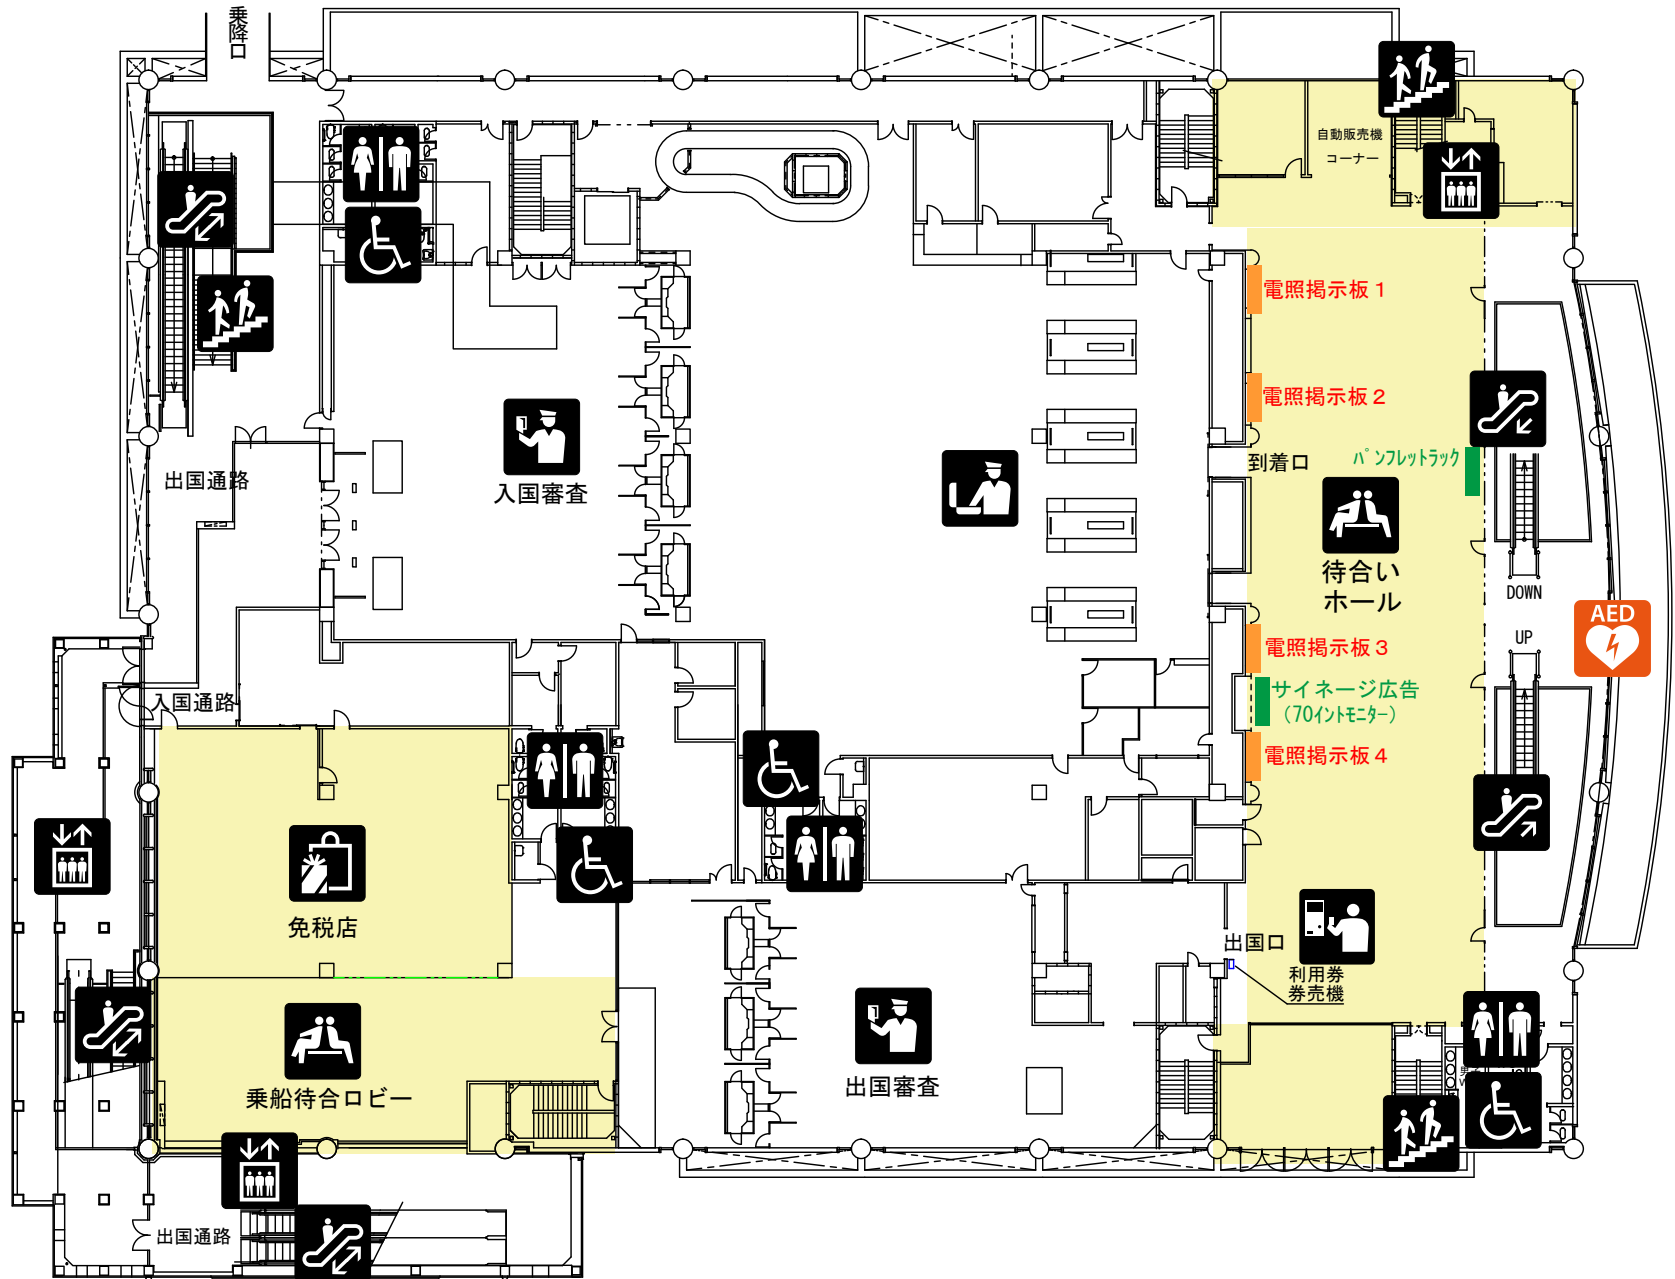 乗降口
自動販売機
コーナー
電照掲示板1
電照掲示板2
出国通路
入国審査
到着口
パンフレットラック
待合い
ホール
DOWN
AED
UP
電照掲示板3
入国通路
サイネージ広告
(70イントモニター)
電照掲示板4
免税店
出国口
利用券
券売機
出国審査
乗船待合ロビー
出国通路